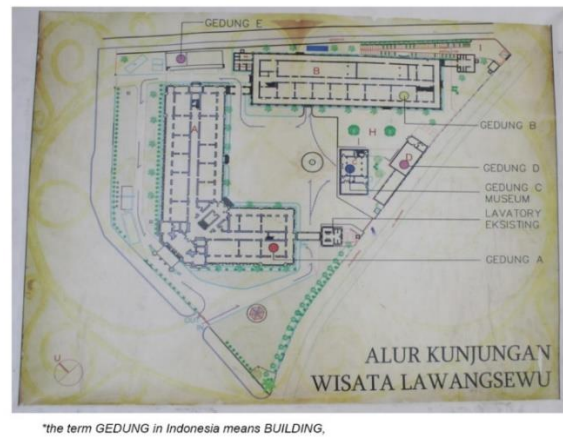 GEDUNG E
B
I
A
GEDUNG B
H
GEDUNG D
D
GEDUNG C
MUSEUM
LAVATORY
EKSISTING
GEDUNG A
U
ALUR KUNJUNGAN
WISATA LAWANGSEWU
*the term GEDUNG in Indonesia means BUILDING,